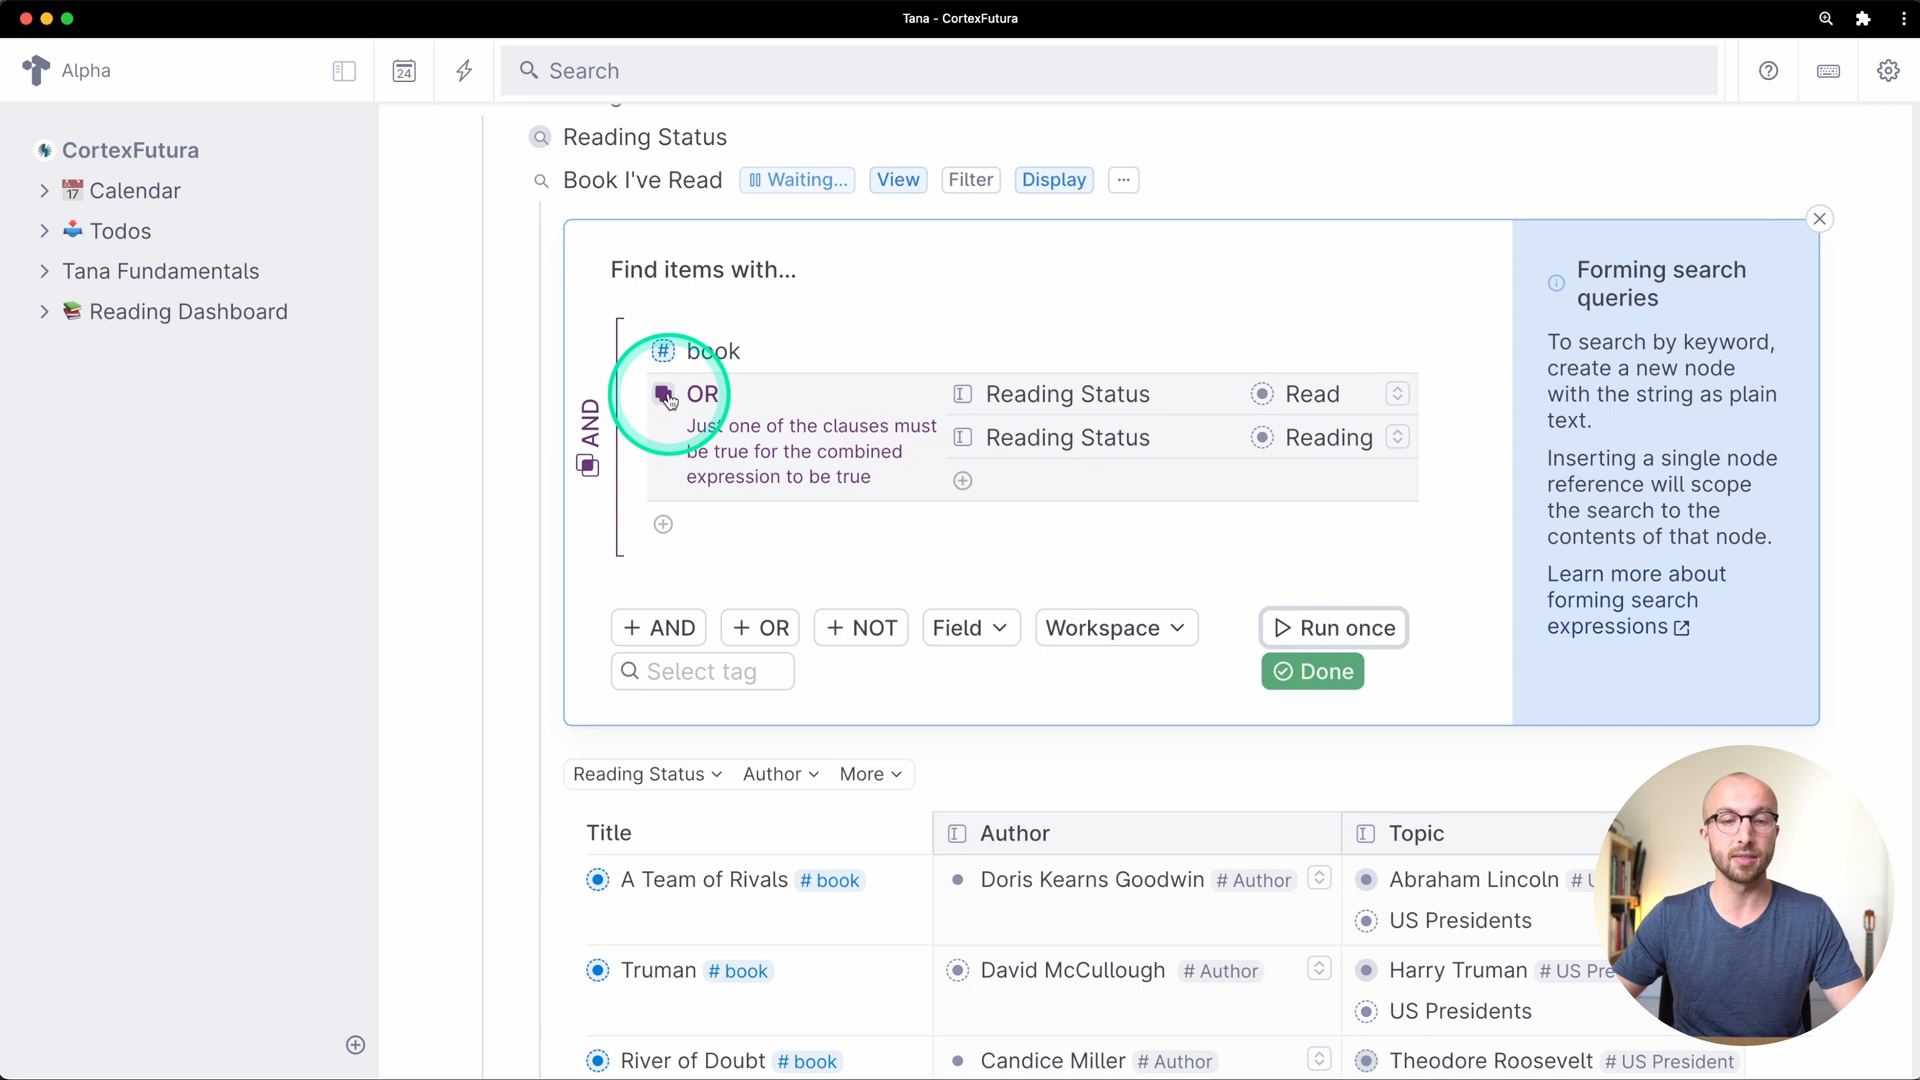 Tana - CortexFutura
Alpha
24
Search
CortexFutura
17 Calendar
Todos
Tana Fundamentals
Reading Dashboard
Reading Status
Book I've Read Waiting... View Filter Display ...
Find items with...
AND
# book
OR
Just one of the clauses must
be true for the combined
expression to be true
Reading Status Read
Reading Status Reading
+ AND + OR + NOT Field Workspace Run once
Select tag Done
Forming search
queries
To search by keyword,
create a new node
with the string as plain
text.
Inserting a single node
reference will scope
the search to the
contents of that node.
Learn more about
forming search
expressions
Reading Status Author More
Title Author Topic
A Team of Rivals # book Doris Kearns Goodwin # Author Abraham Lincoln # U
US Presidents
Truman # book David McCullough # Author Harry Truman # US Pre
US Presidents
River of Doubt # book Candice Miller # Author Theodore Roosevelt # US President